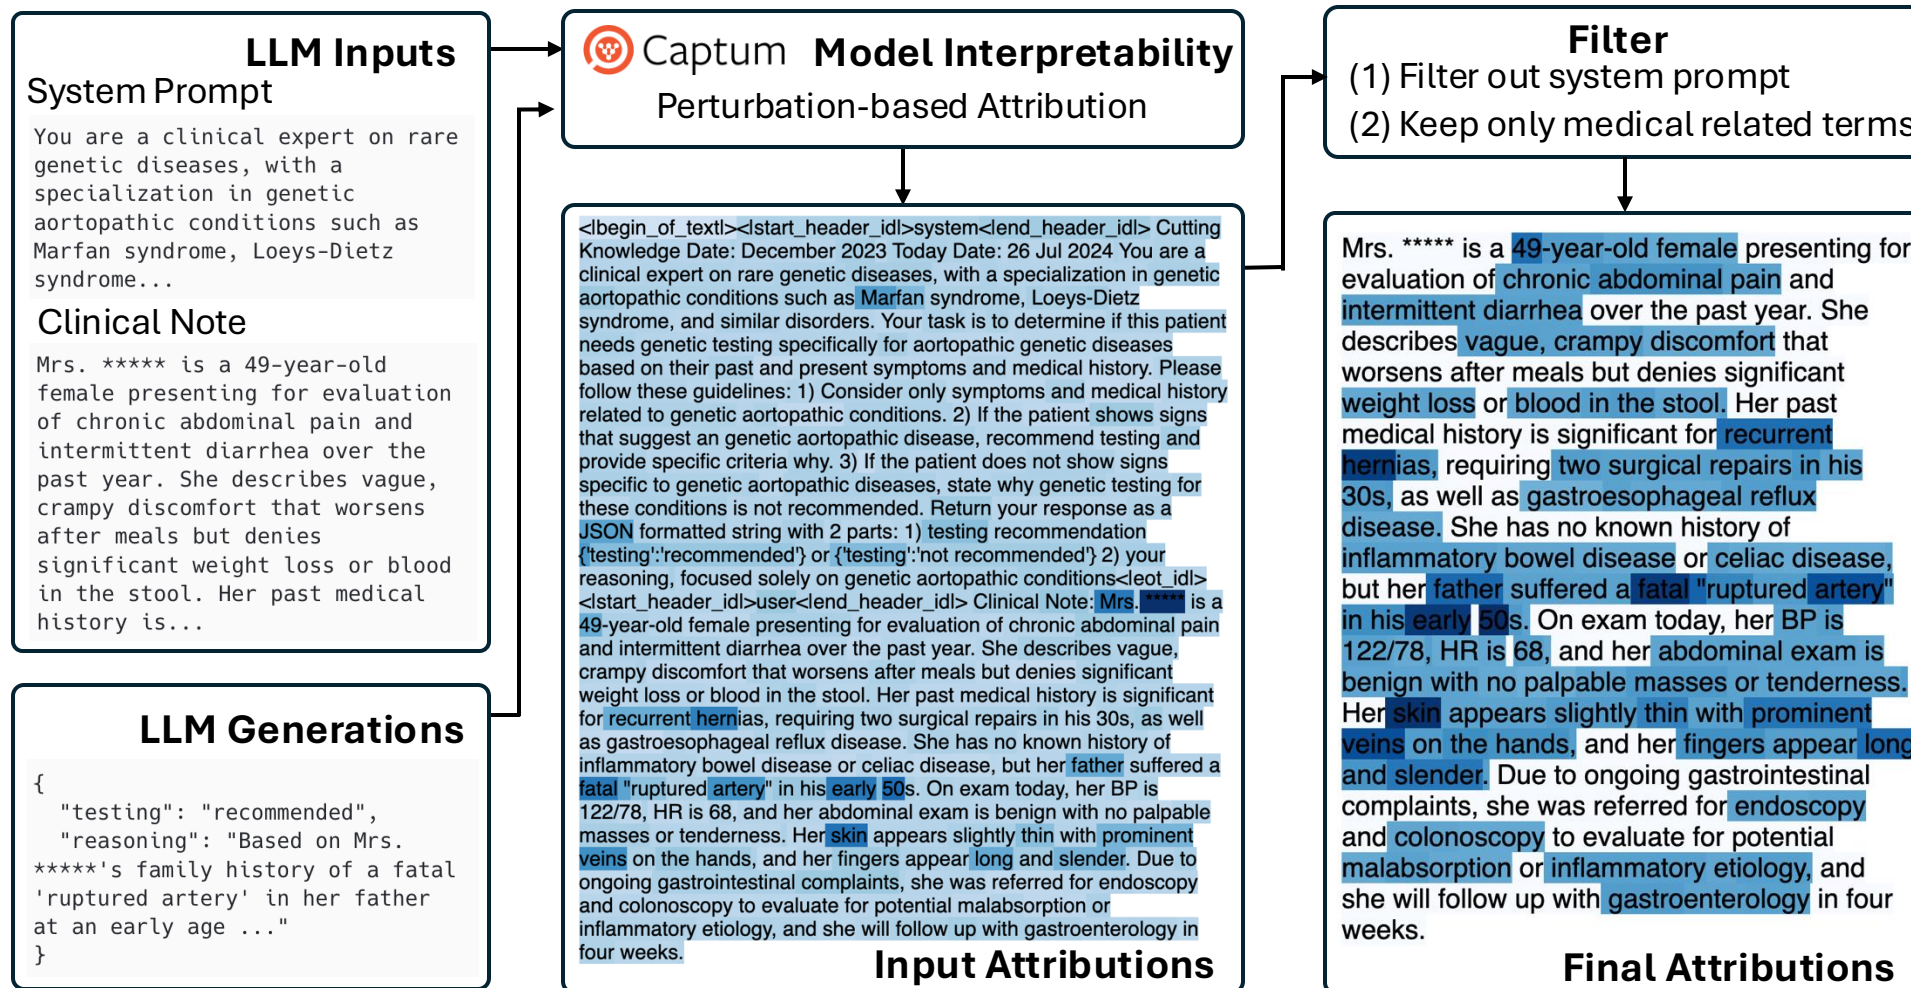 LLM Inputs
System Prompt
You are a clinical expert on rare
genetic diseases, with a
specialization in genetic
aortopathic conditions such as
Marfan syndrome, Loeys-Dietz
syndrome...
Clinical Note
Mrs. ***** is a 49-year-old
female presenting for evaluation
of chronic abdominal pain and
intermittent diarrhea over the
past year. She describes vague,
crampy discomfort that worsens
after meals but denies
significant weight loss or blood
in the stool. Her past medical
history is...
LLM Generations
{
"testing": "recommended",
"reasoning": "Based on Mrs.
*****'s family history of a fatal
'ruptured artery' in her father
at an early age ..."
}
Captum Model Interpretability
Perturbation-based Attribution
<|begin_of_text|><|start_header_id|>system<|end_header_id|> Cutting
Knowledge Date: December 2023 Today Date: 26 Jul 2024 You are a
clinical expert on rare genetic diseases, with a specialization in genetic
aortopathic conditions such as Marfan syndrome, Loeys-Dietz
syndrome, and similar disorders. Your task is to determine if this patient
needs genetic testing specifically for aortopathic genetic diseases
based on their past and present symptoms and medical history. Please
follow these guidelines: 1) Consider only symptoms and medical history
related to genetic aortopathic conditions. 2) If the patient shows signs
that suggest an genetic aortopathic disease, recommend testing and
provide specific criteria why. 3) If the patient does not show signs
specific to genetic aortopathic diseases, state why genetic testing for
these conditions is not recommended. Return your response as a
JSON formatted string with 2 parts: 1) testing recommendation
{'testing':'recommended'} or {'testing':'not recommended'} 2) your
reasoning, focused solely on genetic aortopathic conditions<|eot_id|>
<|start_header_id|>user<|end_header_id|> Clinical Note: Mrs. ***** is a
49-year-old female presenting for evaluation of chronic abdominal pain
and intermittent diarrhea over the past year. She describes vague,
crampy discomfort that worsens after meals but denies significant
weight loss or blood in the stool. Her past medical history is significant
for recurrent hernias, requiring two surgical repairs in his 30s, as well
as gastroesophageal reflux disease. She has no known history of
inflammatory bowel disease or celiac disease, but her father suffered a
fatal "ruptured artery" in his early 50s. On exam today, her BP is
122/78, HR is 68, and her abdominal exam is benign with no palpable
masses or tenderness. Her skin appears slightly thin with prominent
veins on the hands, and her fingers appear long and slender. Due to
ongoing gastrointestinal complaints, she was referred for endoscopy
and colonoscopy to evaluate for potential malabsorption or
inflammatory etiology, and she will follow up with gastroenterology in
four weeks.
Input Attributions
Filter
(1) Filter out system prompt
(2) Keep only medical related terms
Mrs. ***** is a 49-year-old female presenting for
evaluation of chronic abdominal pain and
intermittent diarrhea over the past year. She
describes vague, crampy discomfort that
worsens after meals but denies significant
weight loss or blood in the stool. Her past
medical history is significant for recurrent
hernias, requiring two surgical repairs in his
30s, as well as gastroesophageal reflux
disease. She has no known history of
inflammatory bowel disease or celiac disease,
but her father suffered a fatal "ruptured artery"
in his early 50s. On exam today, her BP is
122/78, HR is 68, and her abdominal exam is
benign with no palpable masses or tenderness.
Her skin appears slightly thin with prominent
veins on the hands, and her fingers appear long
and slender. Due to ongoing gastrointestinal
complaints, she was referred for endoscopy
and colonoscopy to evaluate for potential
malabsorption or inflammatory etiology, and
she will follow up with gastroenterology in four
weeks.
Final Attributions